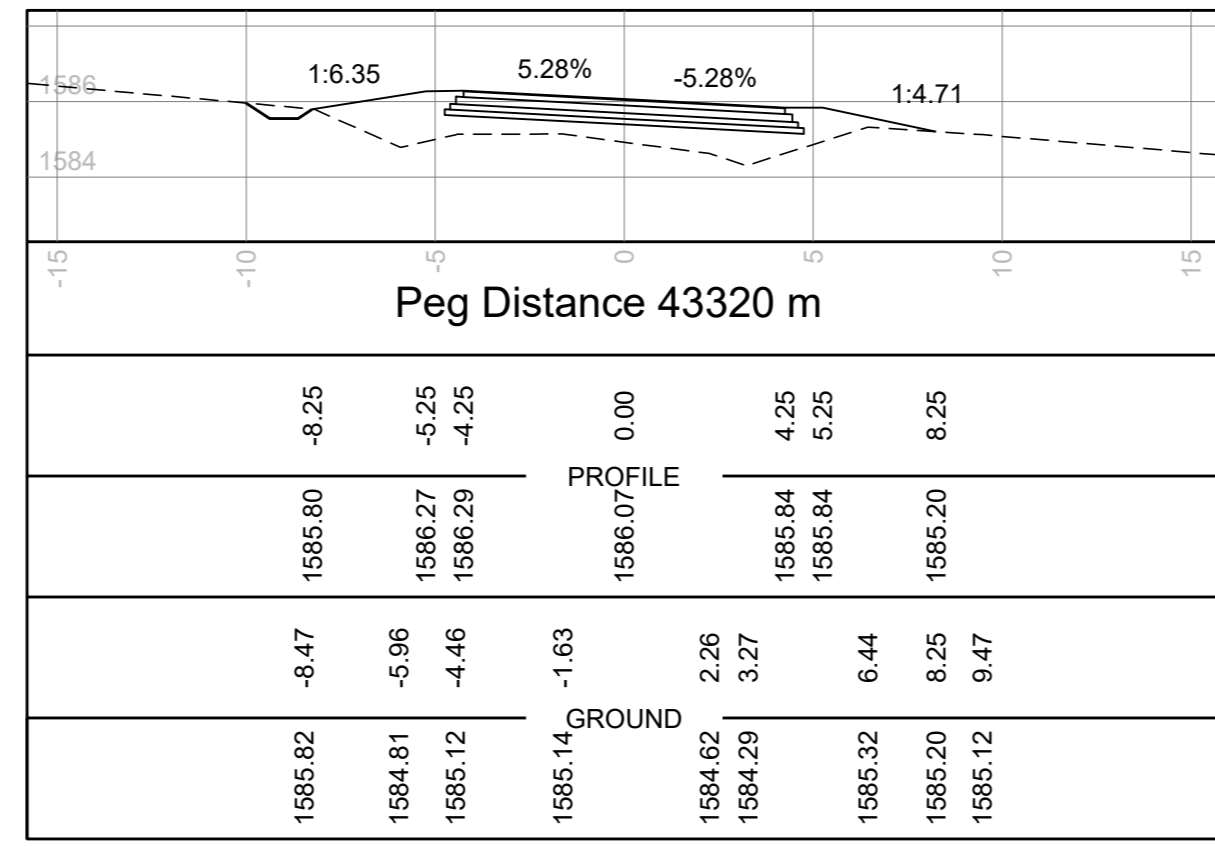 1:6.35 5.28% -5.28% 1:4.71
1586
1584
-15 -10 -5 0 5 10 15
Peg Distance 43320 m
-8.25 -5.25 -4.25 0.00 4.25 5.25 8.25
PROFILE
1585.80 1586.27 1586.29 1586.07 1585.84 1585.84 1585.20
-8.47 -5.96 -4.46 -1.63 2.26 3.27 6.44 8.25 9.47
GROUND
1585.82 1584.81 1585.12 1585.14 1584.62 1584.29 1585.32 1585.20 1585.12